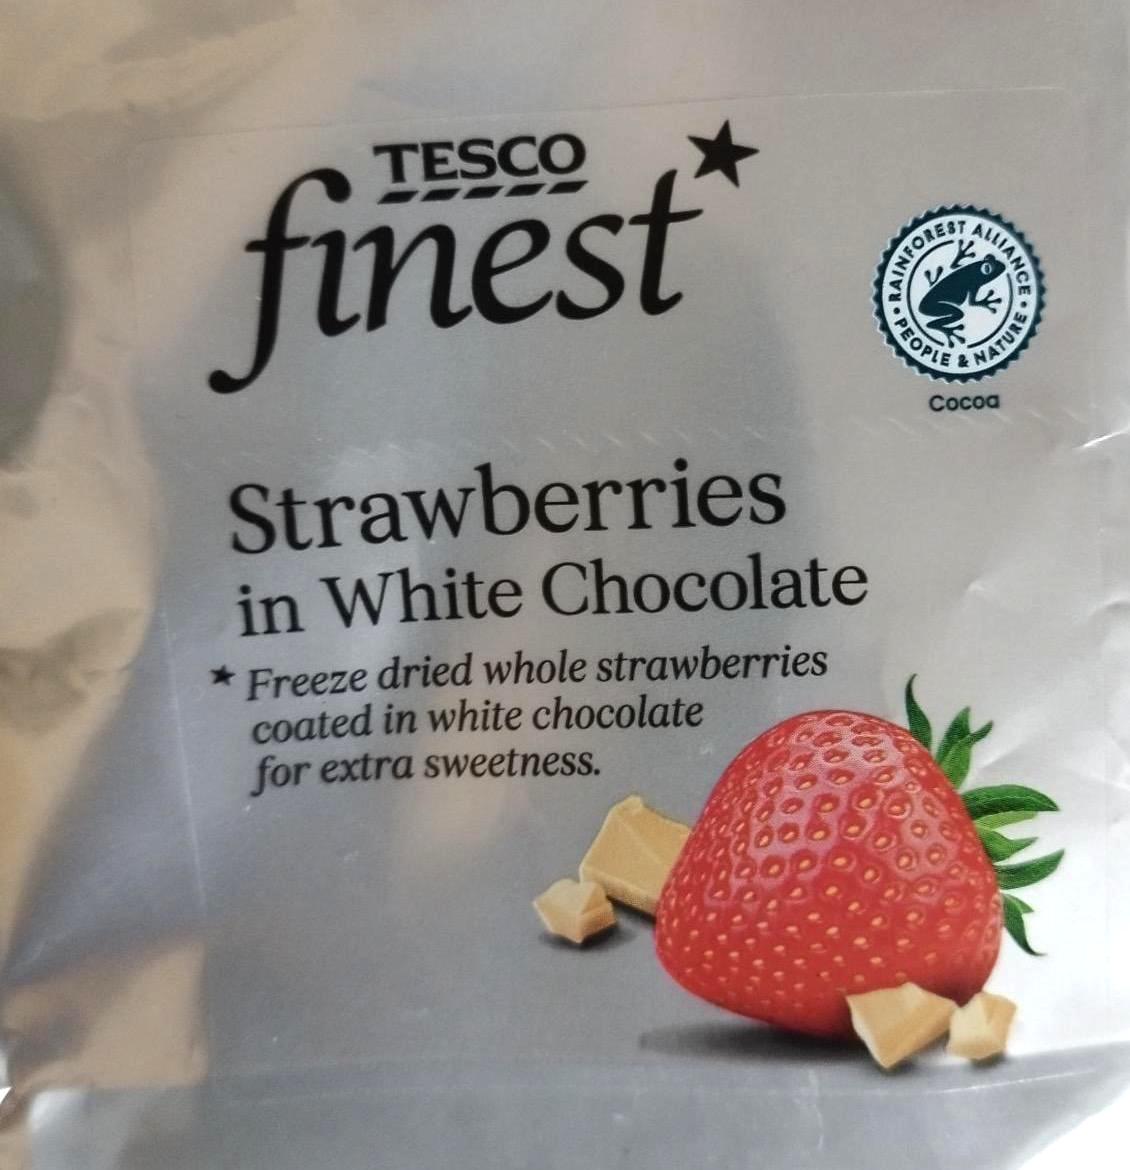 TESCO
finest*
RAINFOREST ALLIANCE
PEOPLE & NATURE
Cocoa
Strawberries
in White Chocolate
* Freeze dried whole strawberries
coated in white chocolate
for extra sweetness.